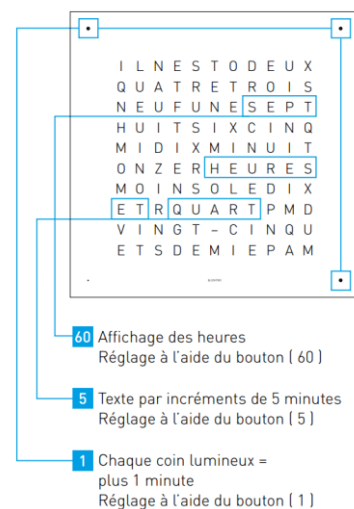 I L N E S T O D E U X
Q U A T R E T R O I S
N E U F U N E S E P T
H U I T S I X C I N Q
M I D I X M I N U I T
O N Z E R H E U R E S
M O I N S O L E D I X
E T R Q U A R T P M D
V I N G T – C I N Q U
E T S D E M I E P A M
60 Affichage des heures
Réglage à l'aide du bouton ( 60 )
5 Texte par incréments de 5 minutes
Réglage à l'aide du bouton ( 5 )
1 Chaque coin lumineux =
plus 1 minute
Réglage à l'aide du bouton ( 1 )